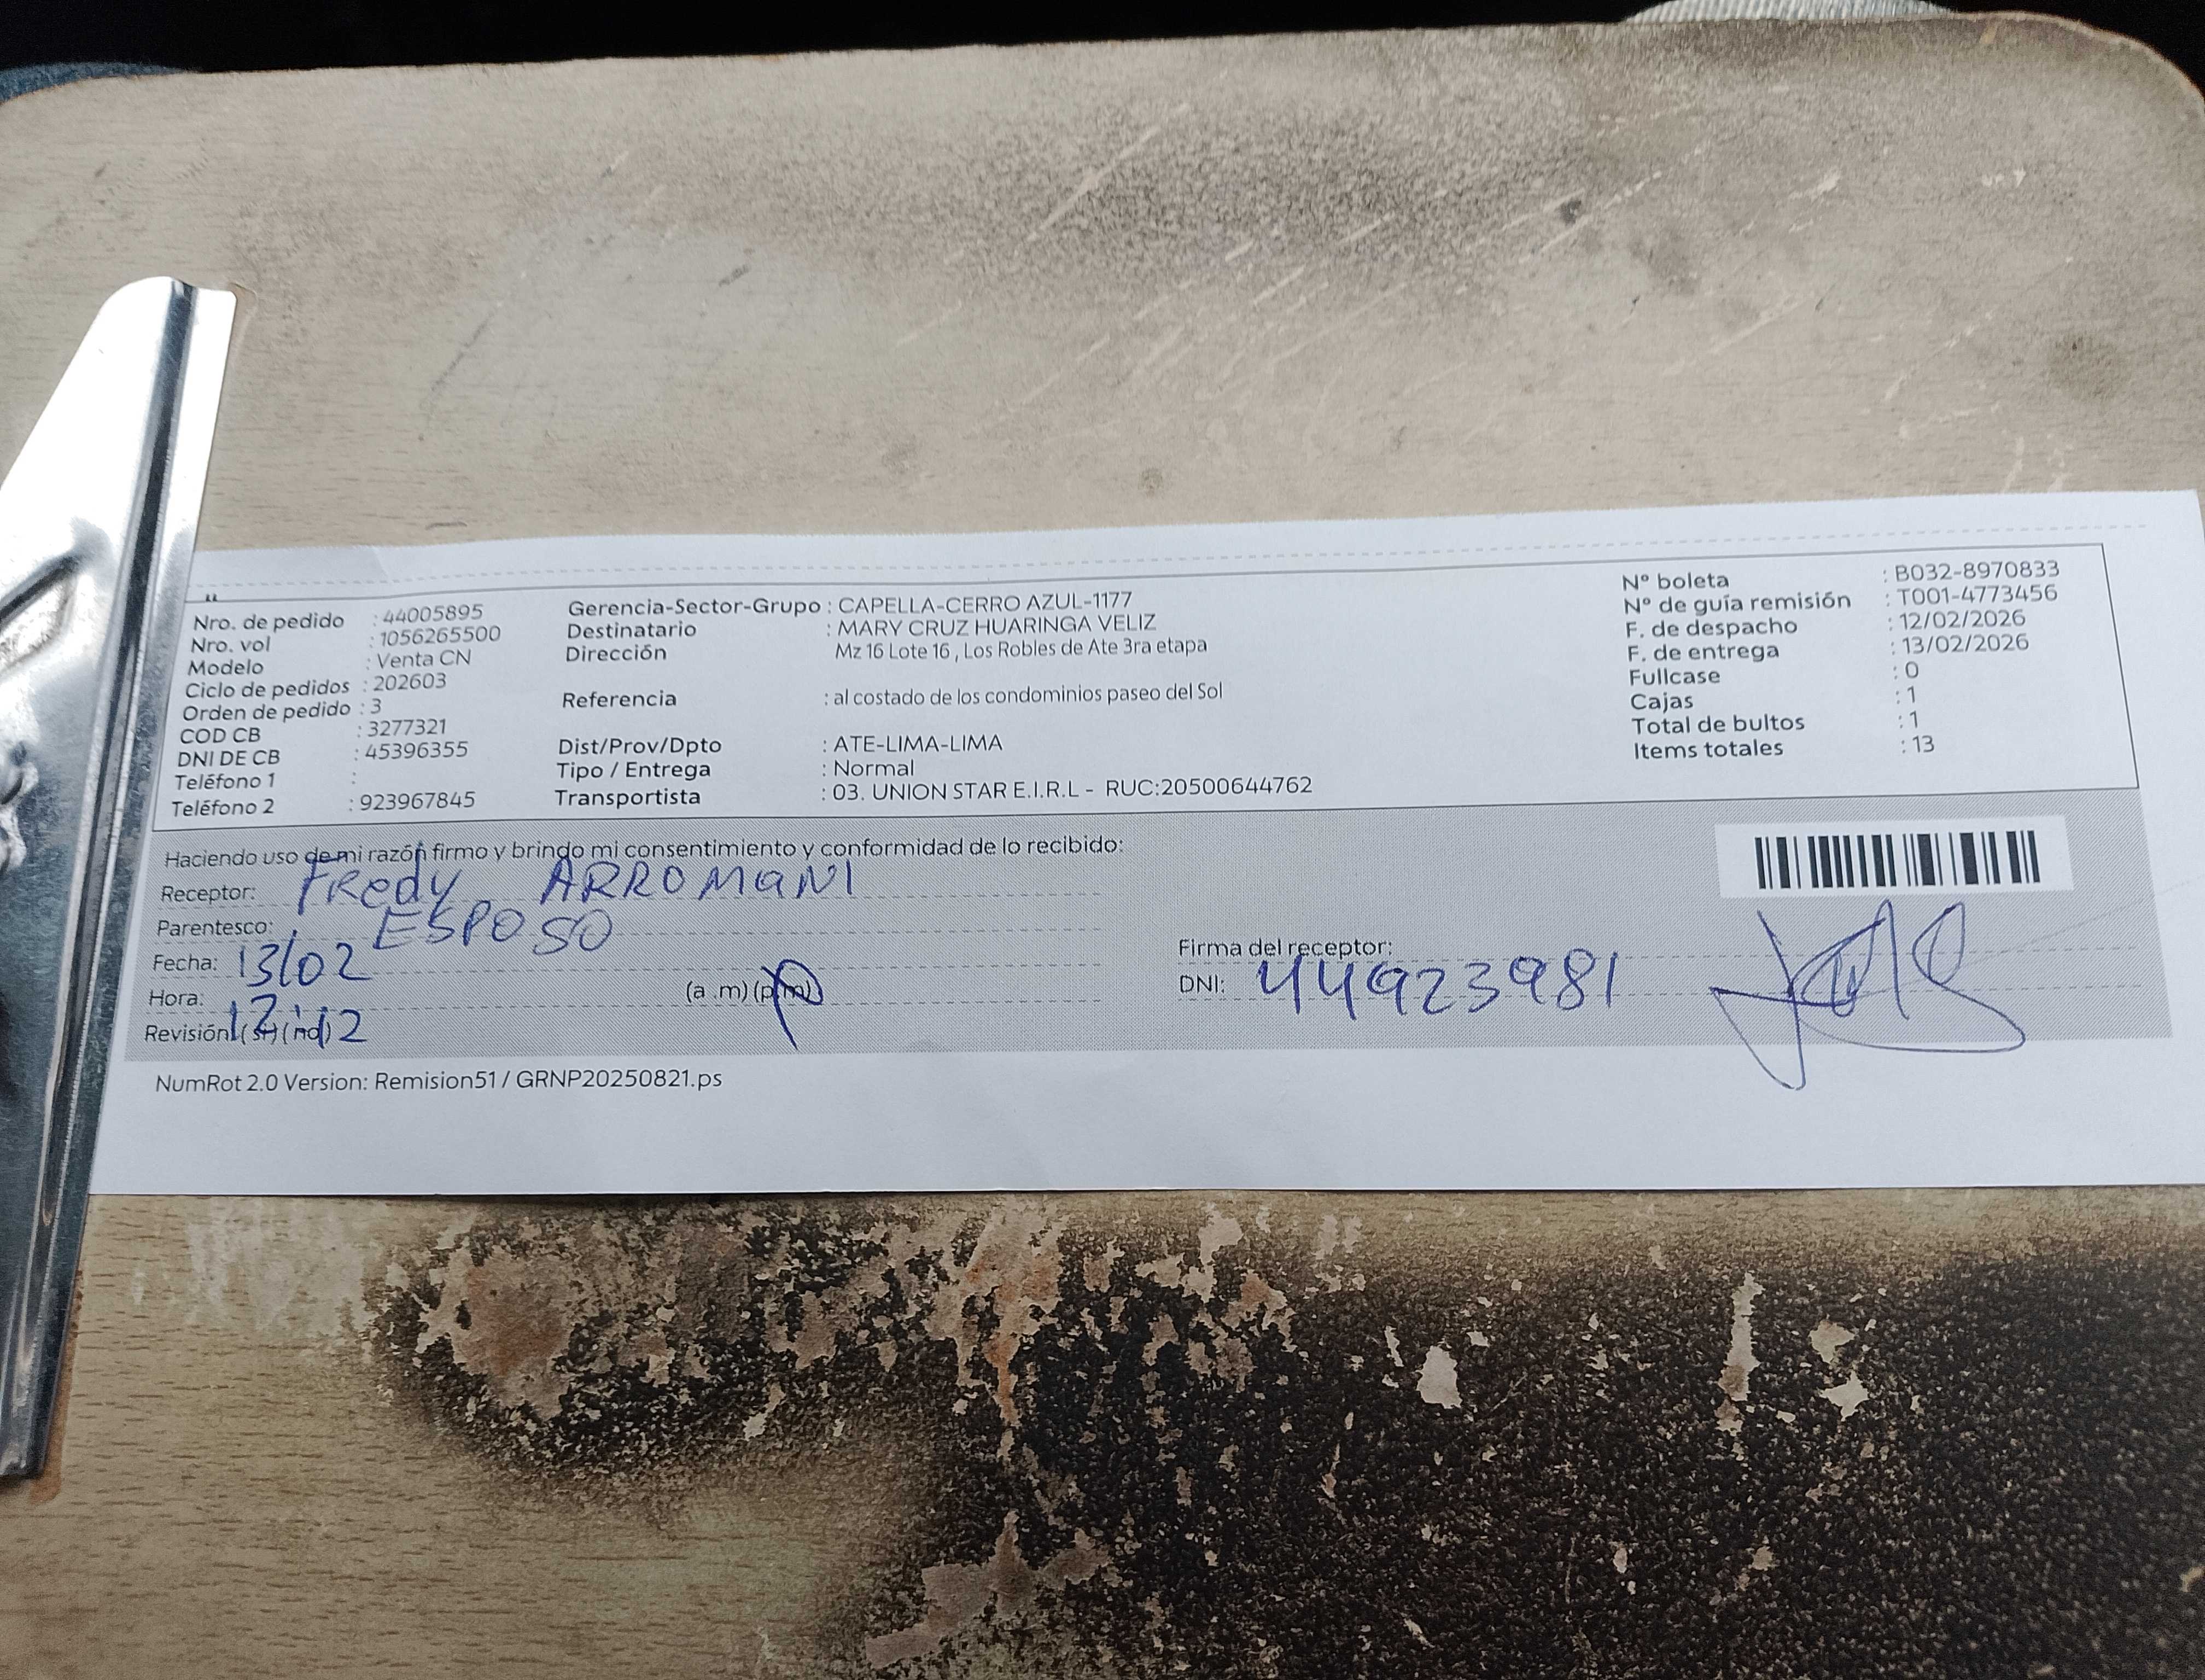 Nro. de pedido : 44005895
Nro. vol : 1056265500
Modelo : Venta CN
Ciclo de pedidos : 202603
Orden de pedido : 3
COD CB : 3277321
DNI DE CB : 45396355
Teléfono 1 :
Teléfono 2 : 923967845
Gerencia-Sector-Grupo : CAPELLA-CERRO AZUL-1177
Destinatario : MARY CRUZ HUARINGA VELIZ
Dirección Mz 16 Lote 16 , Los Robles de Ate 3ra etapa
Referencia : al costado de los condominios paseo del Sol
Dist/Prov/Dpto : ATE-LIMA-LIMA
Tipo / Entrega : Normal
Transportista : 03. UNION STAR E.I.R.L - RUC:20500644762
Nº boleta : B032-8970833
Nº de guía remisión : T001-4773456
F. de despacho : 12/02/2026
F. de entrega : 13/02/2026
Fullcase : 0
Cajas : 1
Total de bultos : 1
Items totales : 13
Haciendo uso de mi razón firmo y brindo mi consentimiento y conformidad de lo recibido:
Receptor: FRedy ARROMANI
Parentesco: ESPOSO
Fecha: 13/02
Hora: 12:12 (a .m) (p.m)
Revisión (si) (no)
Firma del receptor:
DNI: 44923981
NumRot 2.0 Version: Remision51 / GRNP20250821.ps